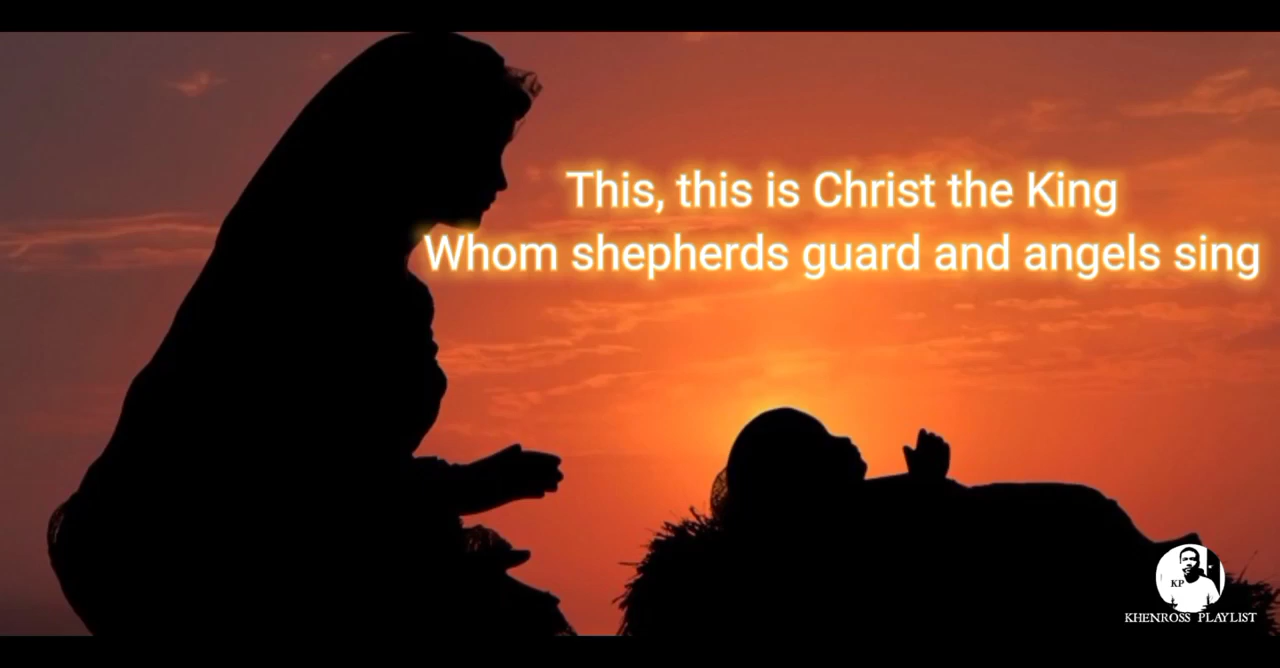 This, this is Christ the King
Whom shepherds guard and angels sing
KP
KHENROSS PLAYLIST